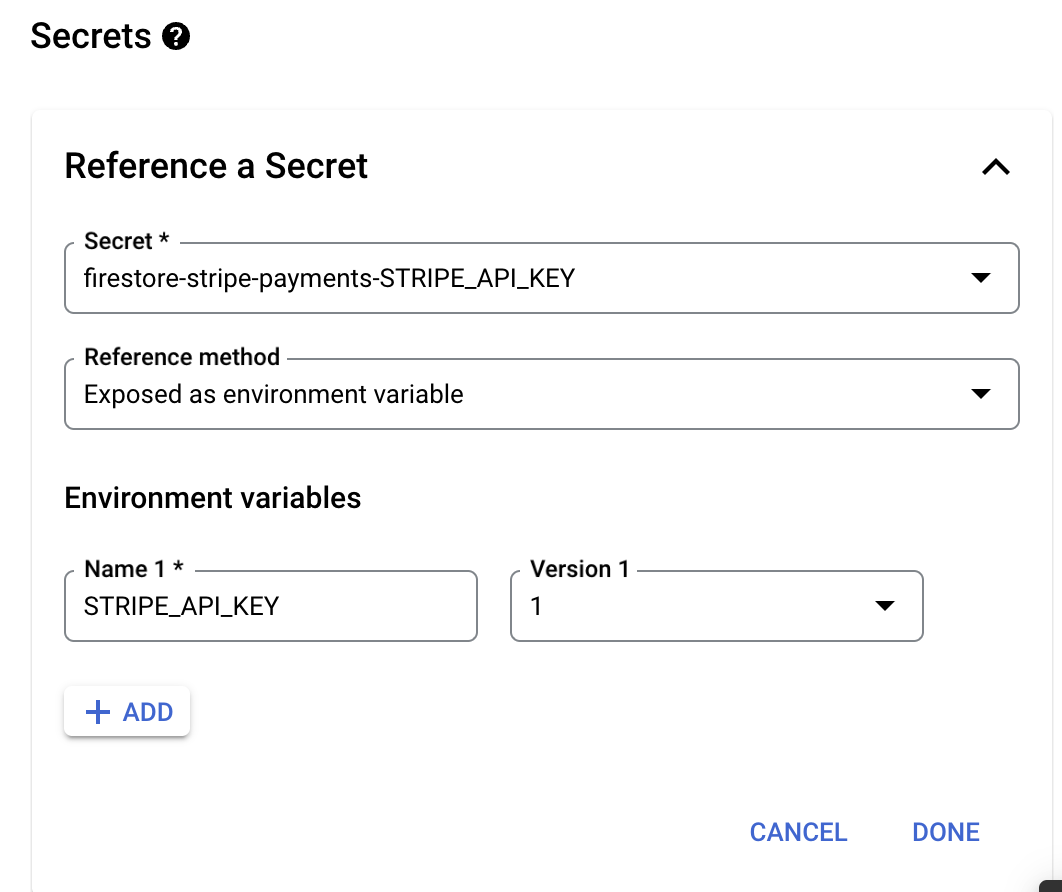 Secrets ?
Reference a Secret
Secret *
firestore-stripe-payments-STRIPE_API_KEY
Reference method
Exposed as environment variable
Environment variables
Name 1 * Version 1
STRIPE_API_KEY 1
+ ADD
CANCEL DONE